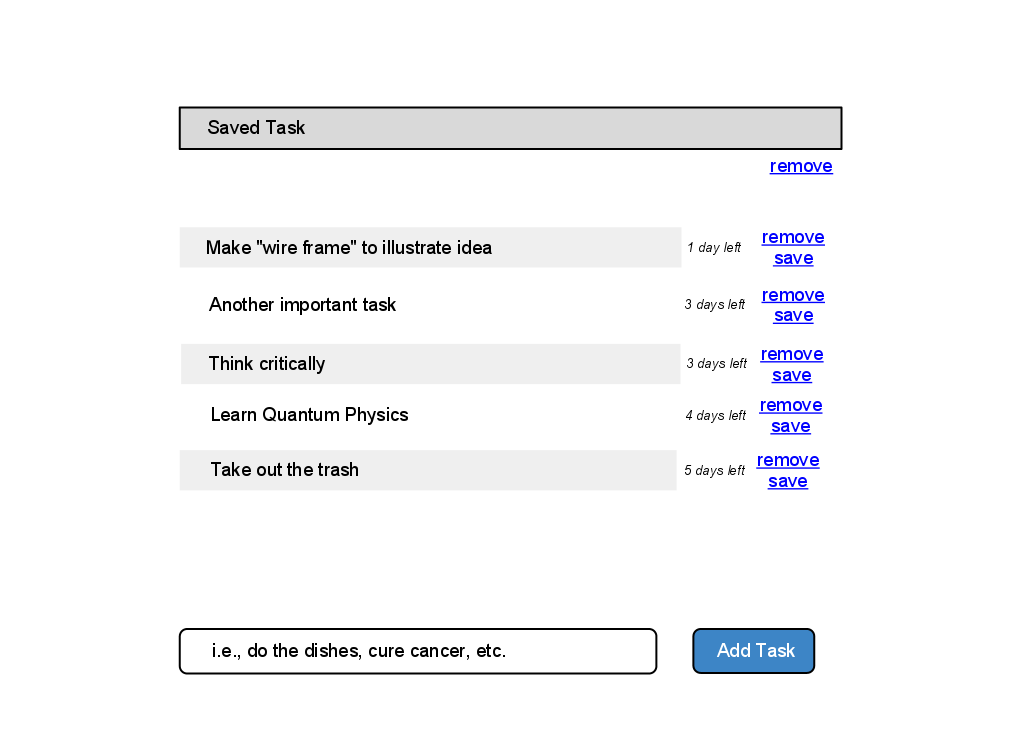 Saved Task
remove
Make "wire frame" to illustrate idea
1 day left
remove
save
Another important task
3 days left
remove
save
Think critically
3 days left
remove
save
Learn Quantum Physics
4 days left
remove
save
Take out the trash
5 days left
remove
save
i.e., do the dishes, cure cancer, etc.
Add Task